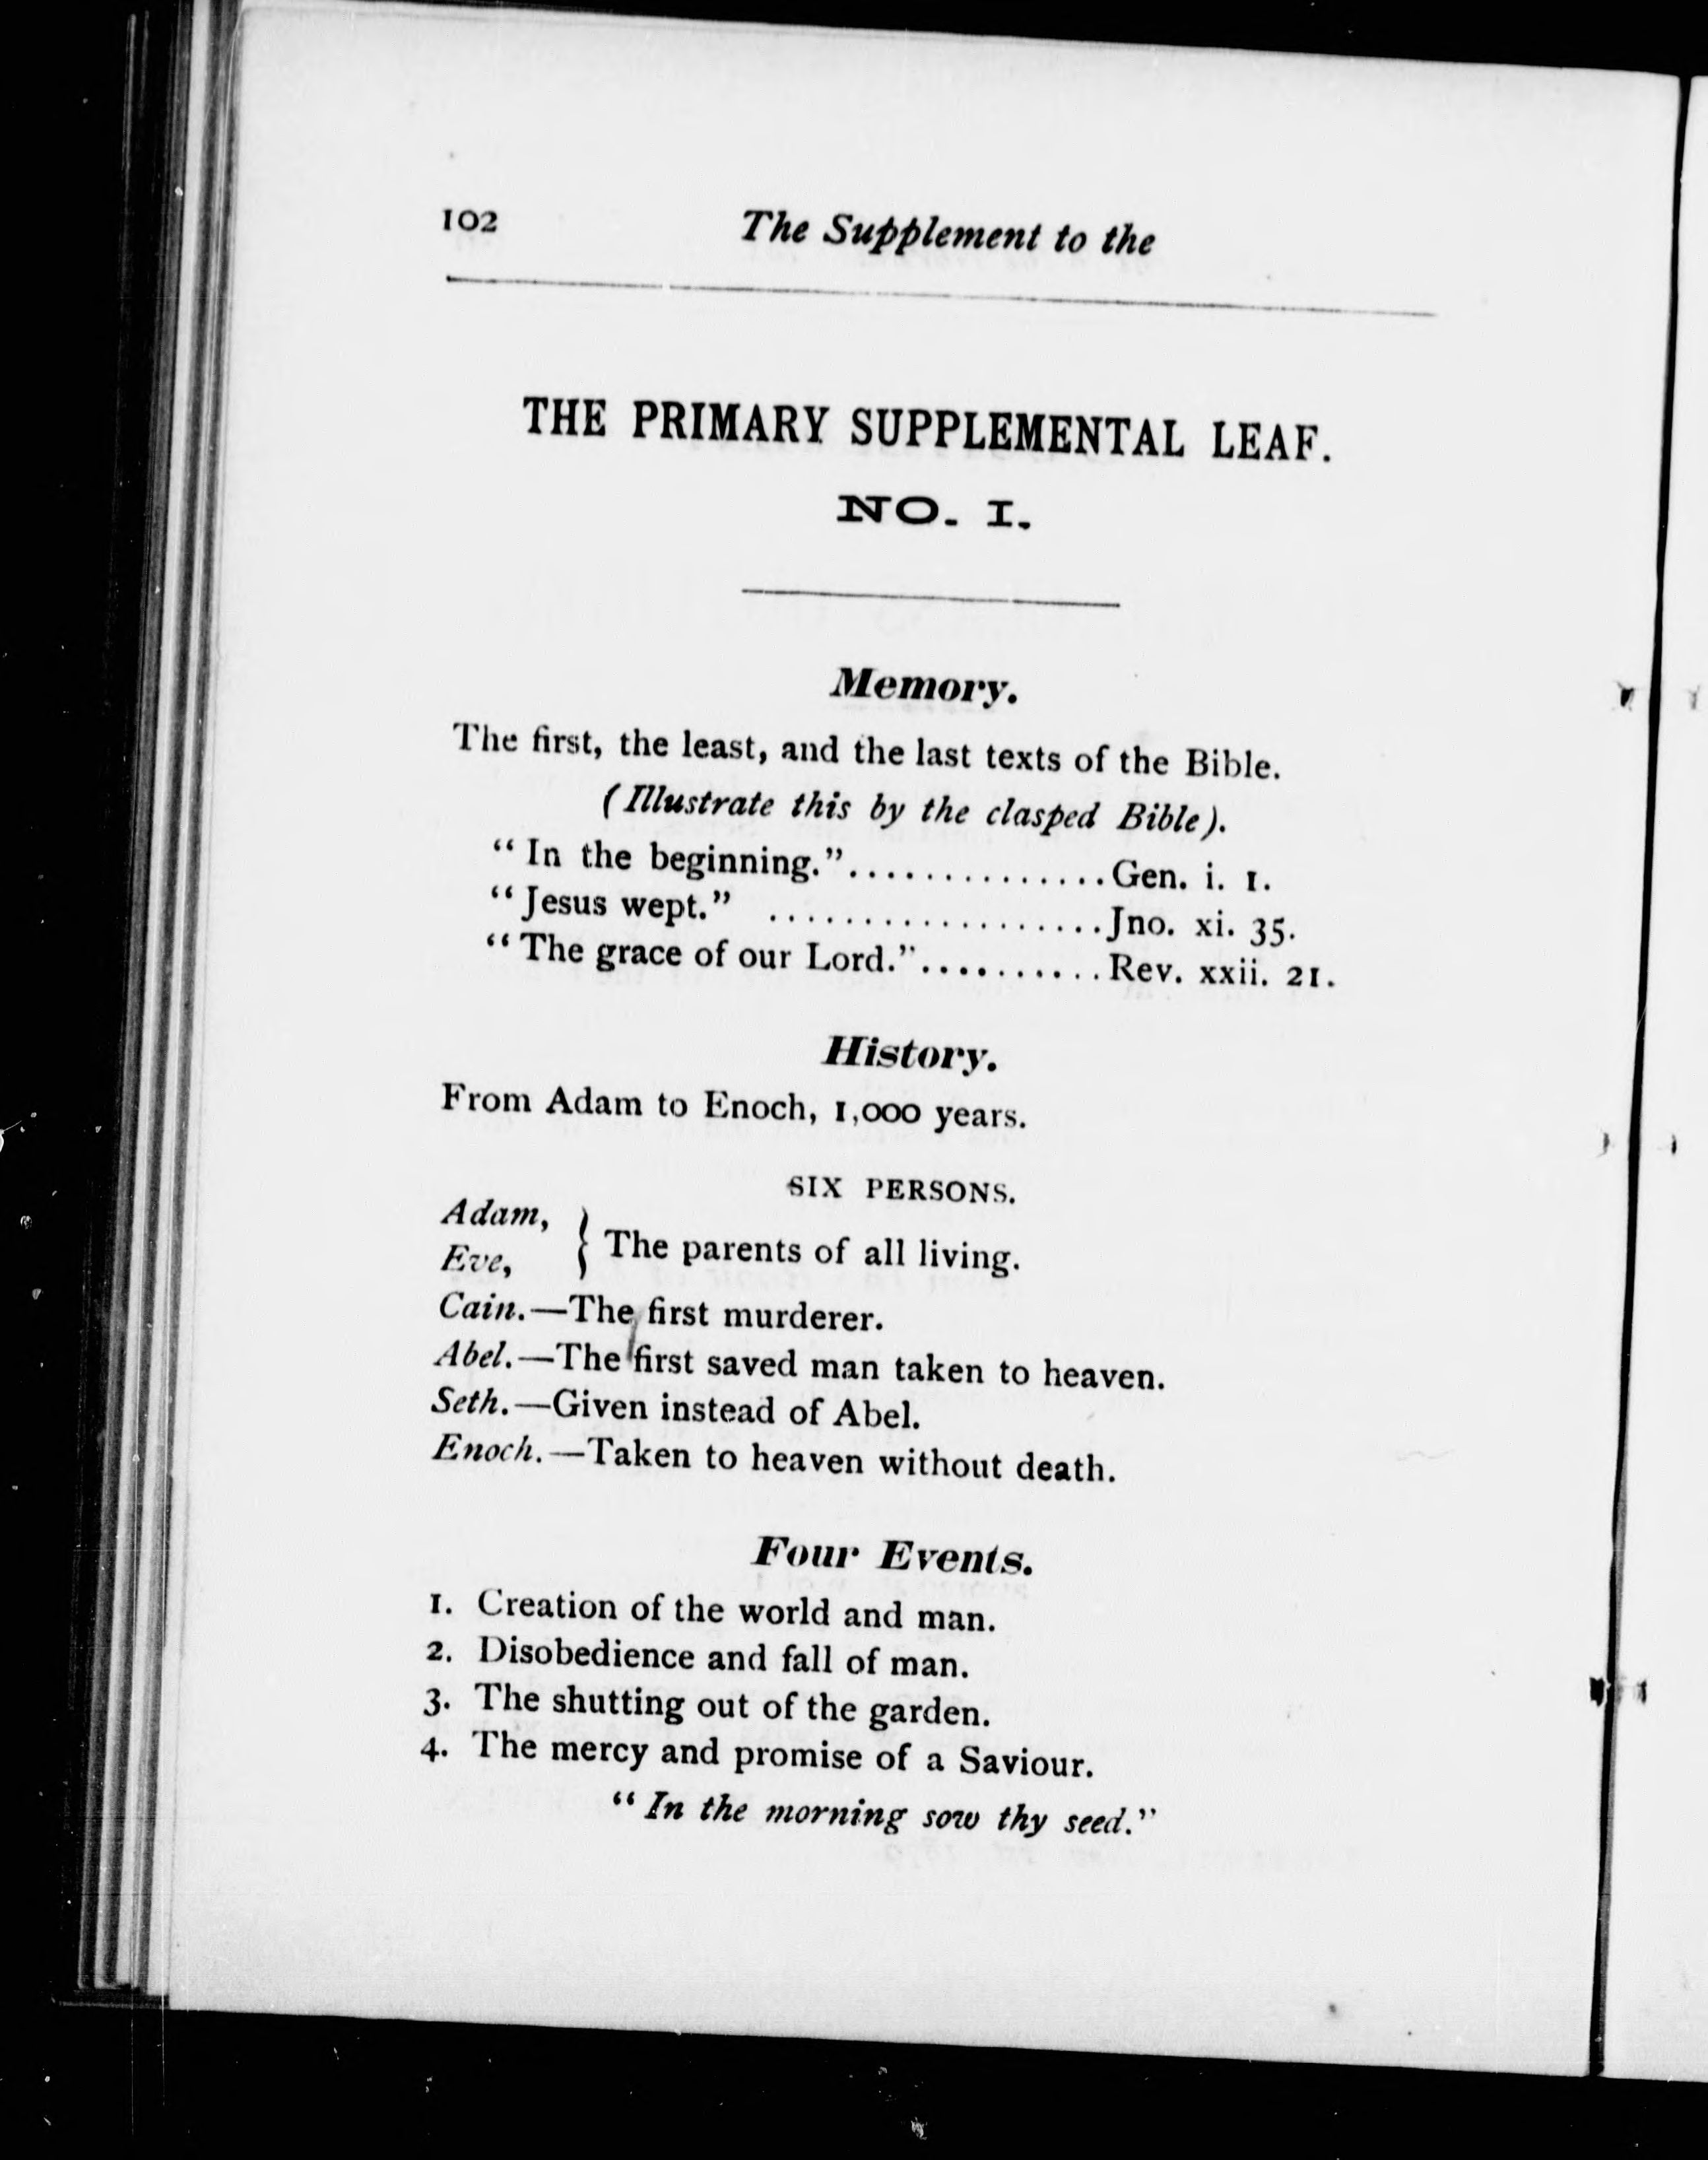 102 The Supplement to the
THE PRIMARY SUPPLEMENTAL LEAF.
NO. I.
Memory.
The first, the least, and the last texts of the Bible.
(Illustrate this by the clasped Bible).
“In the beginning.”..............Gen. i. 1.
“Jesus wept.” ..................Jno. xi. 35.
“The grace of our Lord.”..........Rev. xxii. 21.
History.
From Adam to Enoch, 1,000 years.
SIX PERSONS.
Adam,
Eve, } The parents of all living.
Cain.—The first murderer.
Abel.—The first saved man taken to heaven.
Seth.—Given instead of Abel.
Enoch.—Taken to heaven without death.
Four Events.
1. Creation of the world and man.
2. Disobedience and fall of man.
3. The shutting out of the garden.
4. The mercy and promise of a Saviour.
“In the morning sow thy seed.”